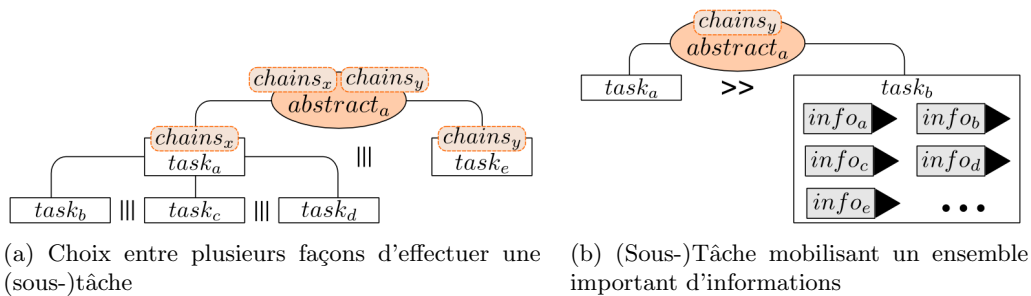 chains_x chains_y
abstract_a
chains_x
chains_y
task_a
|||
task_e
task_b ||| task_c ||| task_d
(a) Choix entre plusieurs façons d'effectuer une
(sous-)tâche
chains_y
abstract_a
task_a
>>
task_b
info_a info_b
info_c info_d
info_e ...
(b) (Sous-)Tâche mobilisant un ensemble
important d'informations